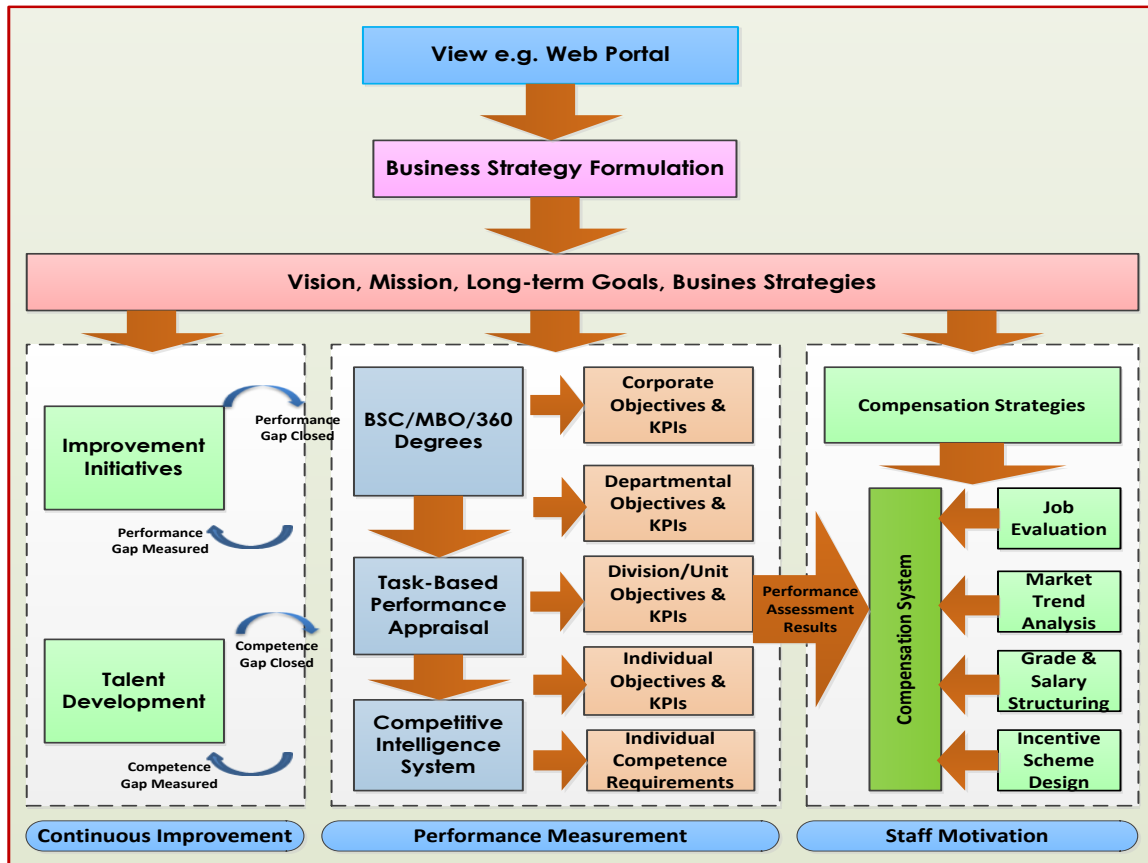 View e.g. Web Portal
Business Strategy Formulation
Vision, Mission, Long-term Goals, Busines Strategies
Improvement
Initiatives
Performance
Gap Closed
Performance
Gap Measured
Talent
Development
Competence
Gap Closed
Competence
Gap Measured
Continuous Improvement
BSC/MBO/360
Degrees
Task-Based
Performance
Appraisal
Competitive
Intelligence
System
Corporate
Objectives &
KPIs
Departmental
Objectives &
KPIs
Division/Unit
Objectives &
KPIs
Individual
Objectives &
KPIs
Individual
Competence
Requirements
Performance Measurement
Performance
Assessment
Results
Compensation Strategies
Compensation System
Job
Evaluation
Market
Trend
Analysis
Grade &
Salary
Structuring
Incentive
Scheme
Design
Staff Motivation